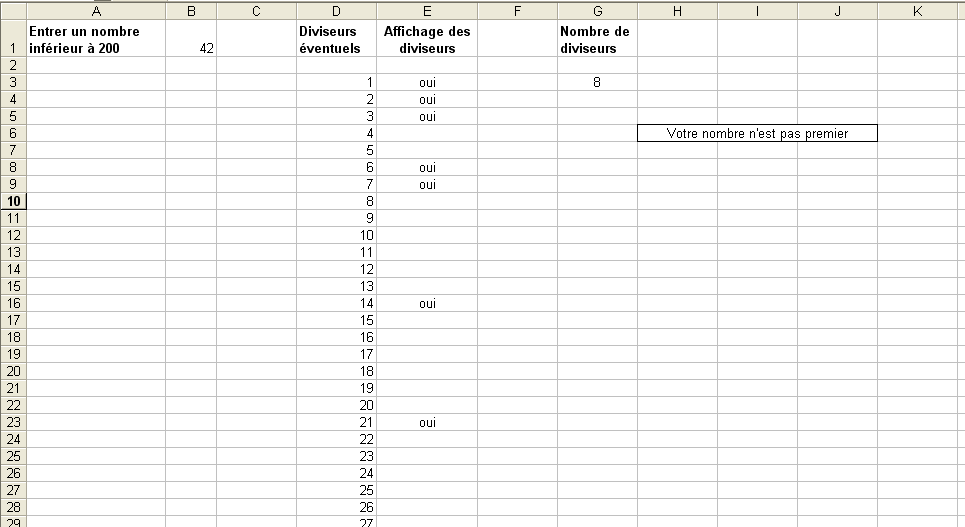 A B C D E F G H I J K
Entrer un nombre Diviseurs Affichage des Nombre de
1 inférieur à 200 42 éventuels diviseurs diviseurs
2
3 1 oui 8
4 2 oui
5 3 oui
6 4 Votre nombre n'est pas premier
7 5
8 6 oui
9 7 oui
10 8
11 9
12 10
13 11
14 12
15 13
16 14 oui
17 15
18 16
19 17
20 18
21 19
22 20
23 21 oui
24 22
25 23
26 24
27 25
28 26
29 27